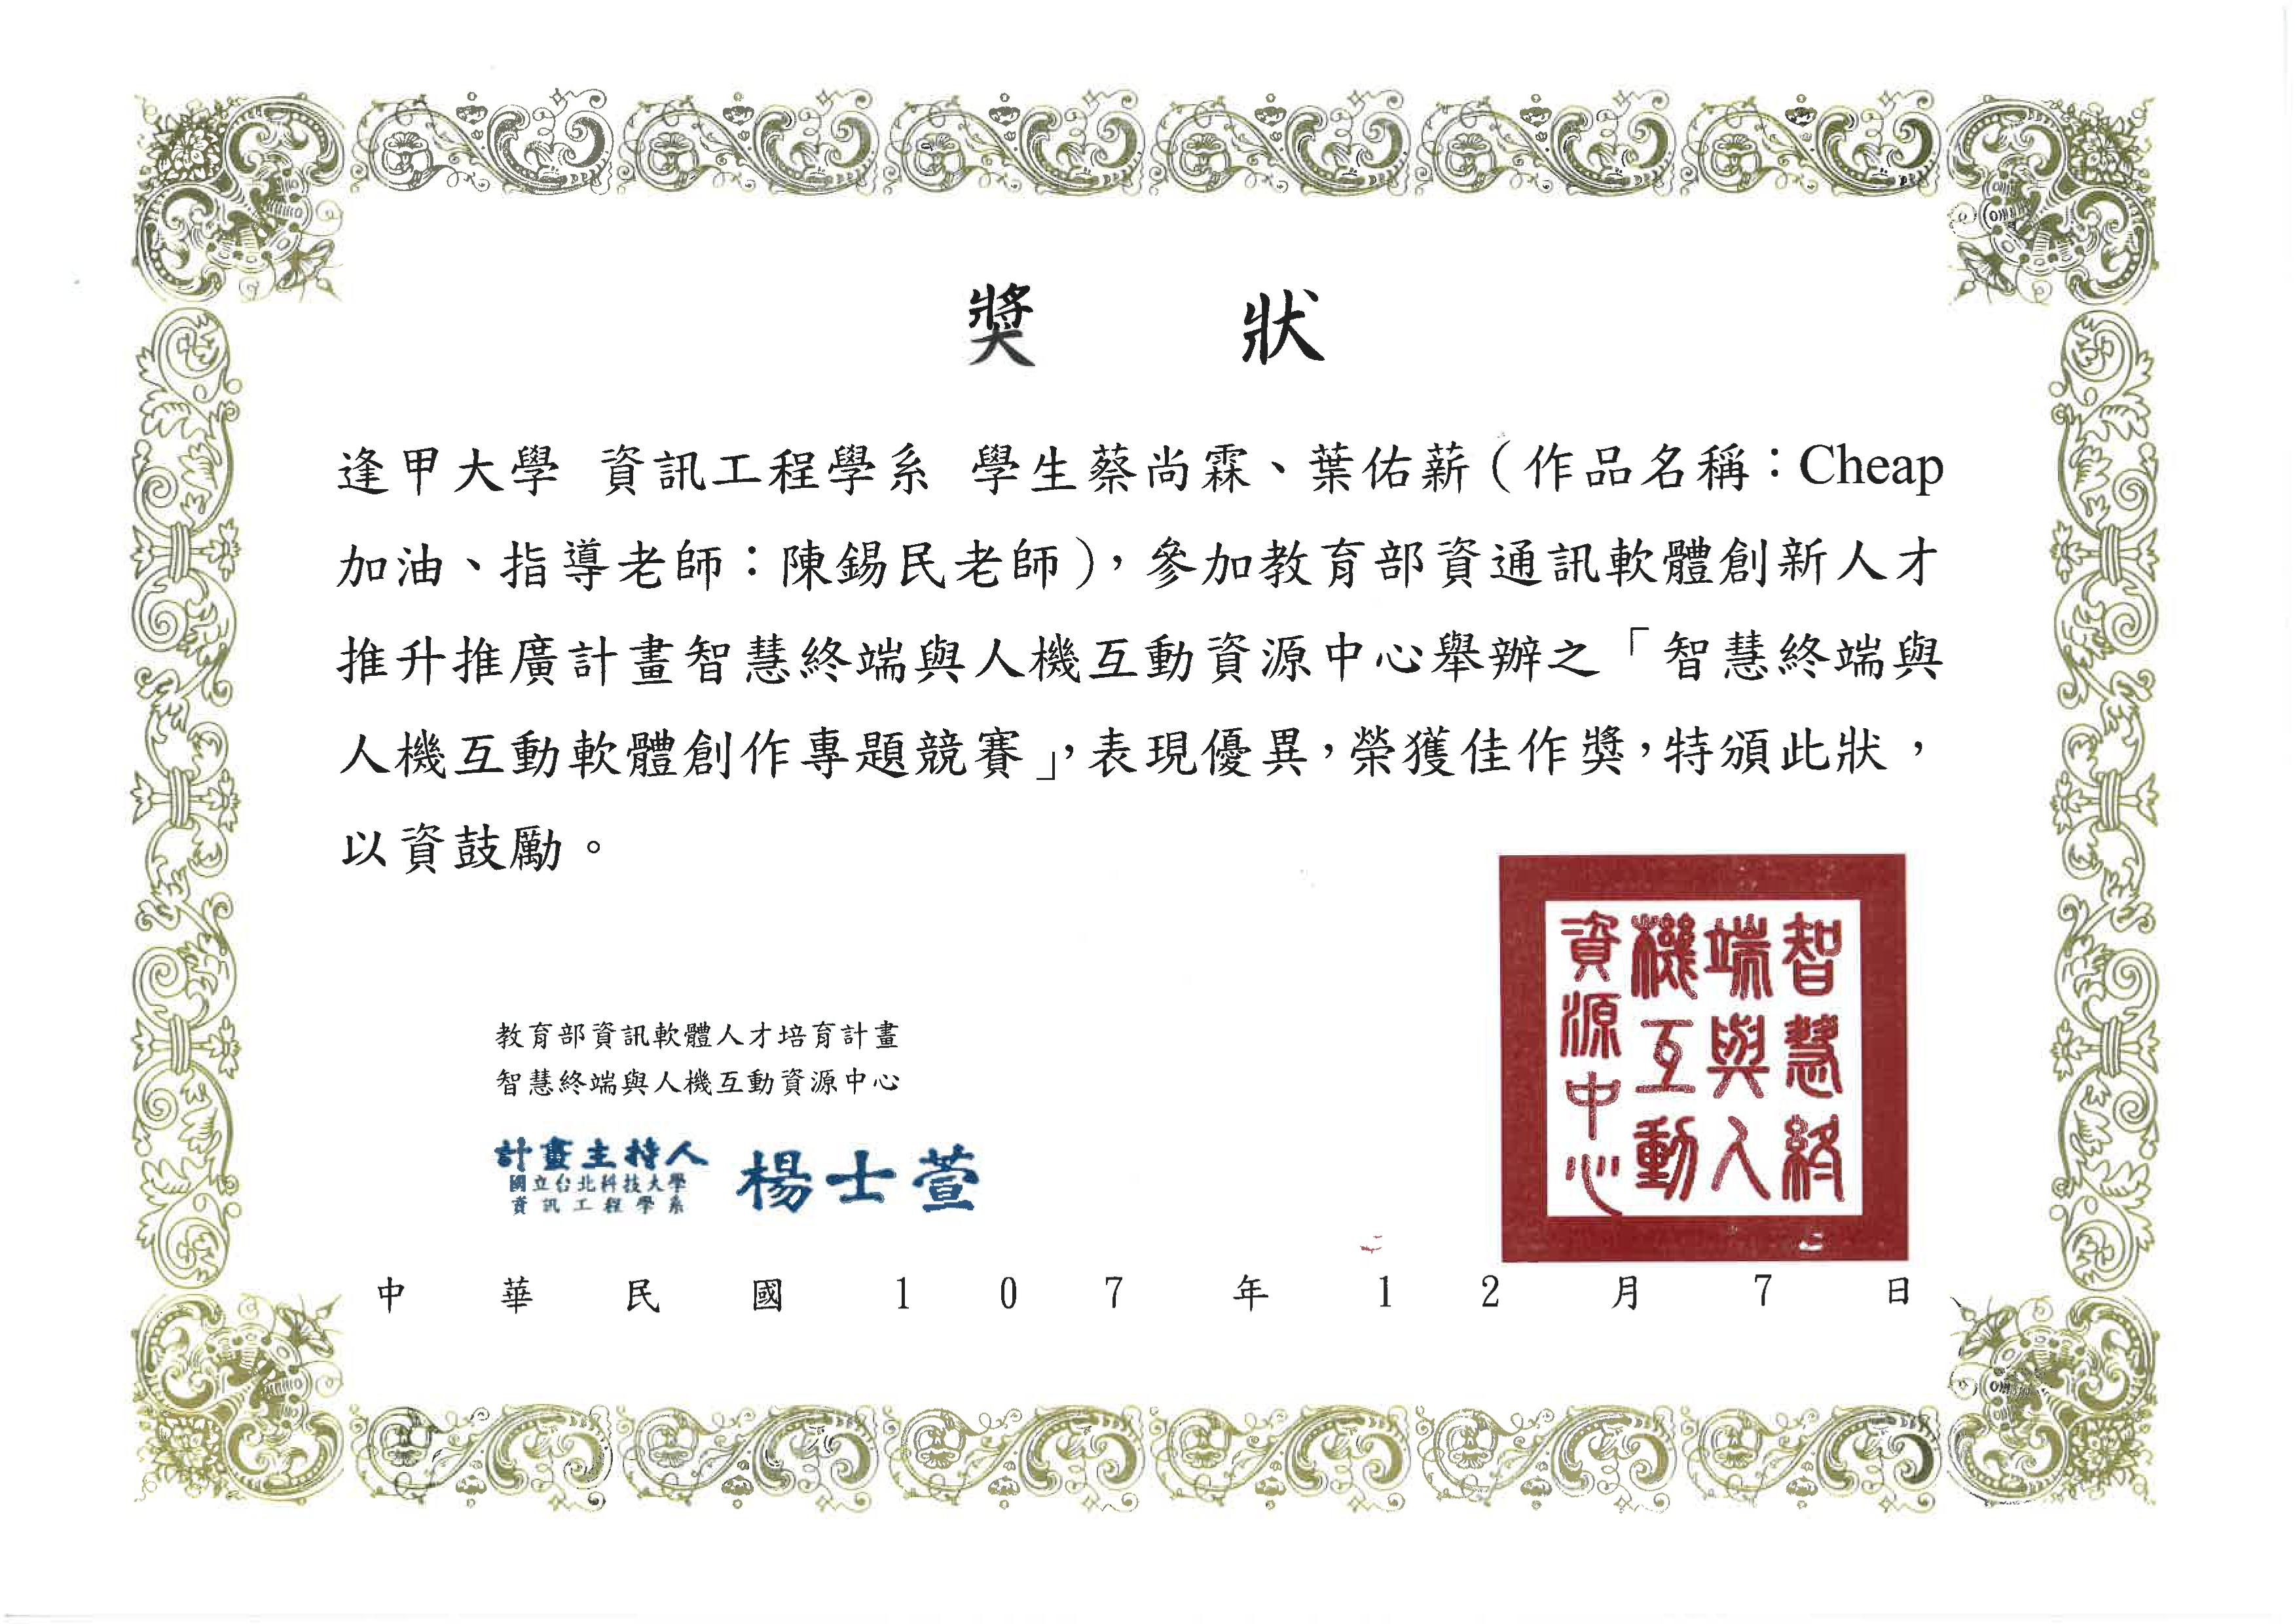 獎狀
逢甲大學 資訊工程學系 學生蔡尚霖、葉佑薪（作品名稱：Cheap
加油、指導老師：陳錫民老師），參加教育部資通訊軟體創新人才
推升推廣計畫智慧終端與人機互動資源中心舉辦之「智慧終端與
人機互動軟體創作專題競賽」，表現優異，榮獲佳作獎，特頒此狀，
以資鼓勵。
智慧終
端與人
機互動
資源中心
教育部資訊軟體人才培育計畫
智慧終端與人機互動資源中心
計畫主持人
國立台北科技大學
資訊工程學系
楊士萱
中華民國107年12月7日